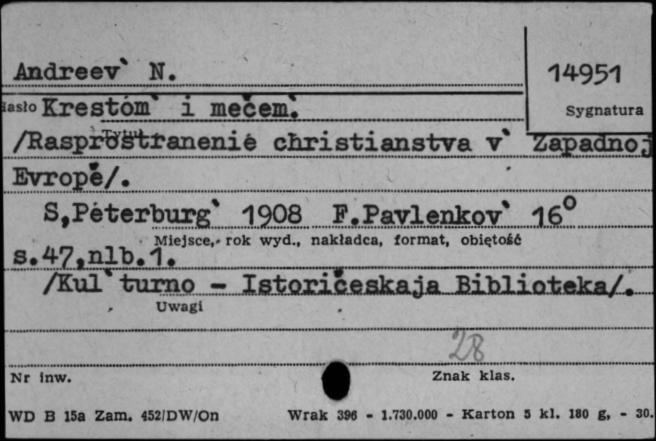 Andreev` N.
14951
Sygnatura
Hasło Krestom` i mečem`.
Tytuł
/Rasprostranenie christianstva v` Zapadnoj
Evropě/.
S,Peterburg` 1908 F.Pavlenkov` 16°
Miejsce, rok wyd., nakładca, format, objętość
s.47,nlb.1.
/Kul`turno - Istoričeskaja Biblioteka/.
Uwagi
28
Nr inw.
Znak klas.
WD B 15a Zam. 452/DW/On Wrak 396 - 1.730.000 - Karton 5 kl. 180 g, - 30.